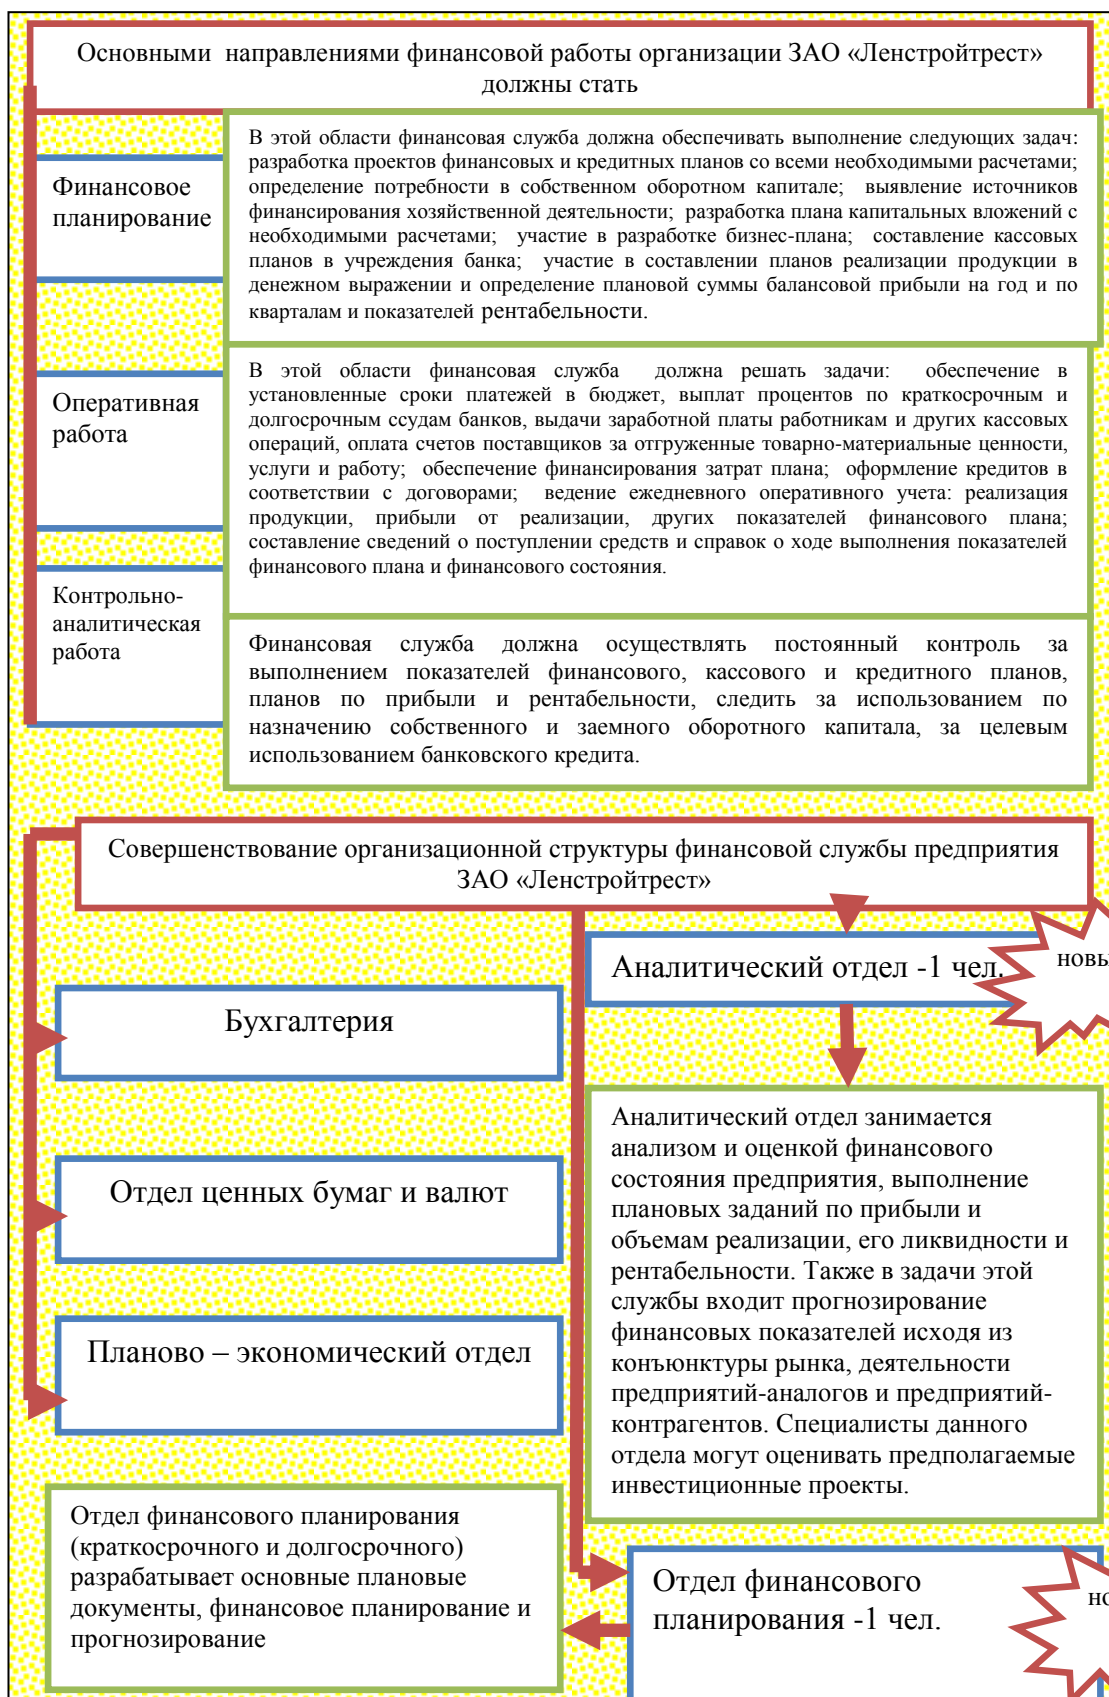 Основными направлениями финансовой работы организации ЗАО «Ленстройтрест»
должны стать
Финансовое
планирование
В этой области финансовая служба должна обеспечивать выполнение следующих задач:
разработка проектов финансовых и кредитных планов со всеми необходимыми расчетами;
определение потребности в собственном оборотном капитале; выявление источников
финансирования хозяйственной деятельности; разработка плана капитальных вложений с
необходимыми расчетами; участие в разработке бизнес-плана; составление кассовых
планов в учреждения банка; участие в составлении планов реализации продукции в
денежном выражении и определение плановой суммы балансовой прибыли на год и по
кварталам и показателей рентабельности.
Оперативная
работа
В этой области финансовая служба должна решать задачи: обеспечение в
установленные сроки платежей в бюджет, выплат процентов по краткосрочным и
долгосрочным ссудам банков, выдачи заработной платы работникам и других кассовых
операций, оплата счетов поставщиков за отгруженные товарно-материальные ценности,
услуги и работу; обеспечение финансирования затрат плана; оформление кредитов в
соответствии с договорами; ведение ежедневного оперативного учета: реализация
продукции, прибыли от реализации, других показателей финансового плана;
составление сведений о поступлении средств и справок о ходе выполнения показателей
финансового плана и финансового состояния.
Контрольно-
аналитическая
работа
Финансовая служба должна осуществлять постоянный контроль за
выполнением показателей финансового, кассового и кредитного планов,
планов по прибыли и рентабельности, следить за использованием по
назначению собственного и заемного оборотного капитала, за целевым
использованием банковского кредита.
Совершенствование организационной структуры финансовой службы предприятия
ЗАО «Ленстройтрест»
Аналитический отдел -1 чел.
Бухгалтерия
Отдел ценных бумаг и валют
Планово – экономический отдел
Аналитический отдел занимается
анализом и оценкой финансового
состояния предприятия, выполнение
плановых заданий по прибыли и
объемам реализации, его ликвидности и
рентабельности. Также в задачи этой
службы входит прогнозирование
финансовых показателей исходя из
конъюнктуры рынка, деятельности
предприятий-аналогов и предприятий-
контрагентов. Специалисты данного
отдела могут оценивать предполагаемые
инвестиционные проекты.
Отдел финансового планирования
(краткосрочного и долгосрочного)
разрабатывает основные плановые
документы, финансовое планирование и
прогнозирование
Отдел финансового
планирования -1 чел.